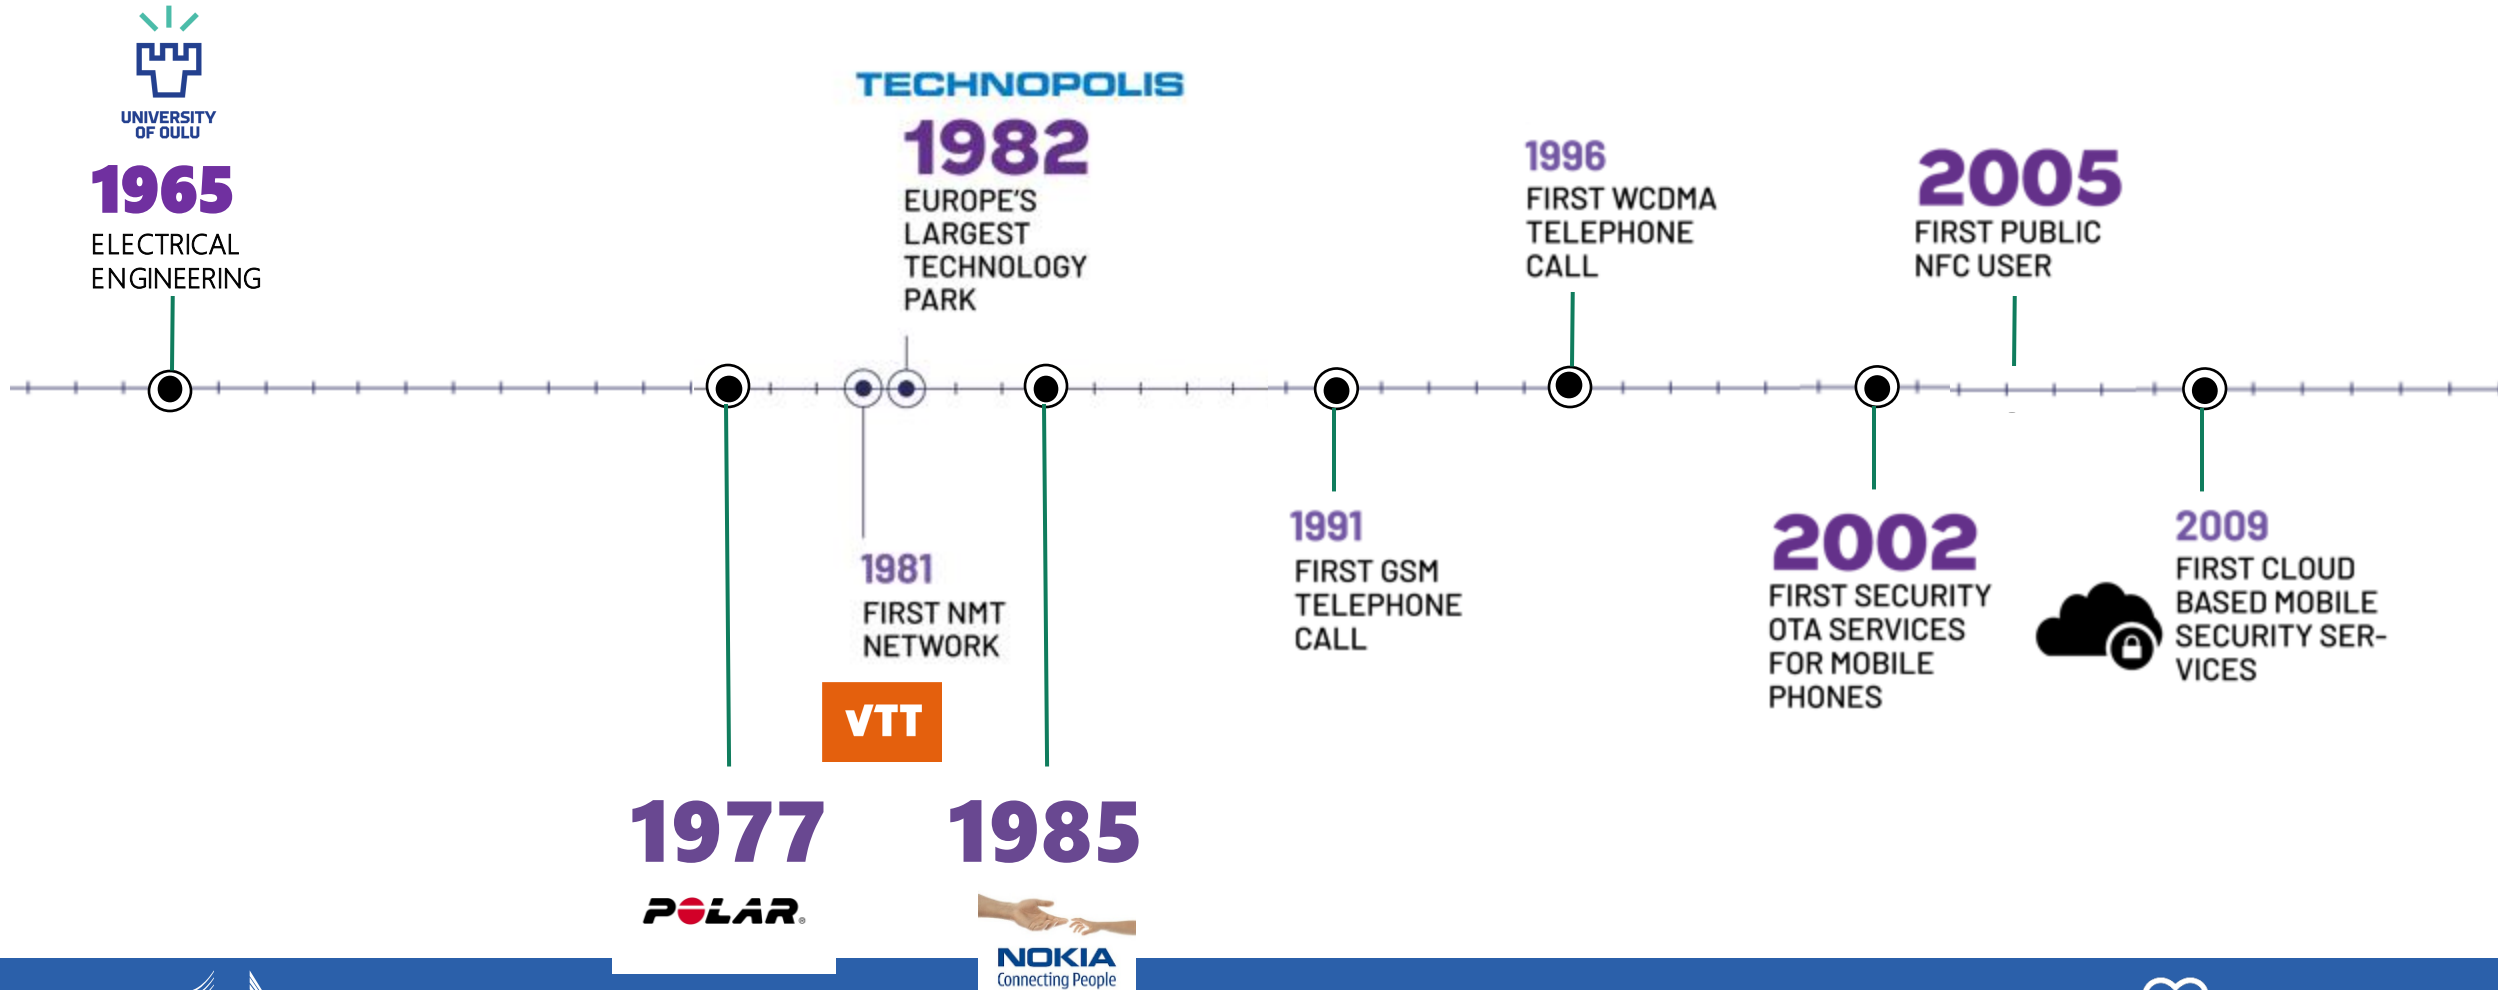 UNIVERSITY
OF OULU
1965
ELECTRICAL
ENGINEERING
1977
POLAR®
1981
FIRST NMT
NETWORK
VTT
TECHNOPOLIS
1982
EUROPE'S
LARGEST
TECHNOLOGY
PARK
1985
NOKIA
Connecting People
1991
FIRST GSM
TELEPHONE
CALL
1996
FIRST WCDMA
TELEPHONE
CALL
2002
FIRST SECURITY
OTA SERVICES
FOR MOBILE
PHONES
2005
FIRST PUBLIC
NFC USER
2009
FIRST CLOUD
BASED MOBILE
SECURITY SER-
VICES